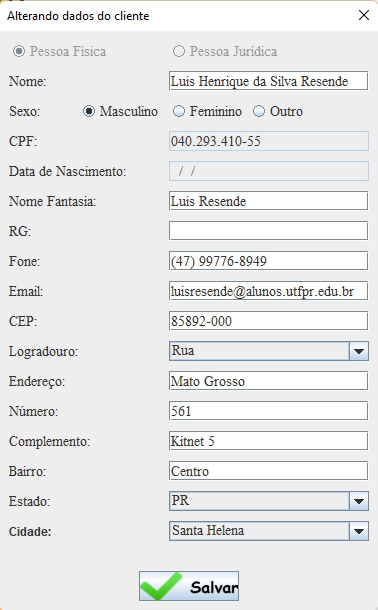 Alterando dados do cliente
Pessoa Física Pessoa Jurídica
Nome: Luis Henrique da Silva Resende
Sexo: Masculino Feminino Outro
CPF: 040.293.410-55
Data de Nascimento: / /
Nome Fantasia: Luis Resende
RG:
Fone: (47) 99776-8949
Email: luisresende@alunos.utfpr.edu.br
CEP: 85892-000
Logradouro: Rua
Endereço: Mato Grosso
Número: 561
Complemento: Kitnet 5
Bairro: Centro
Estado: PR
Cidade: Santa Helena
Salvar